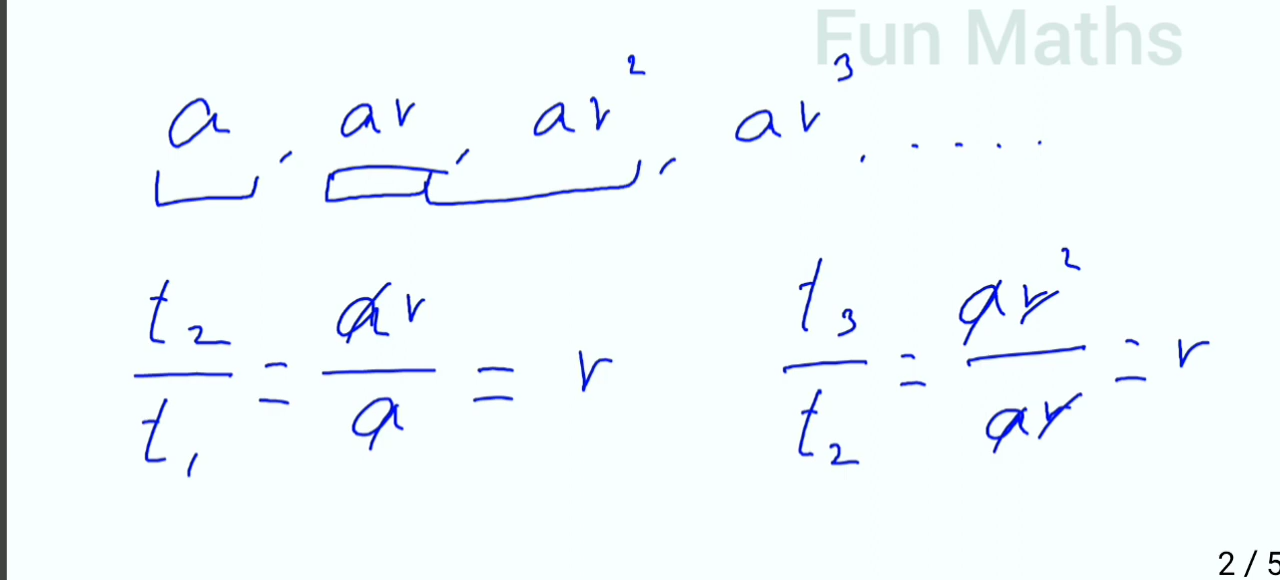 Fun Maths
a, ar, ar², ar³, . . . .
t₂/t₁ = ar/a = r    t₃/t₂ = ar²/ar = r
2 / 5